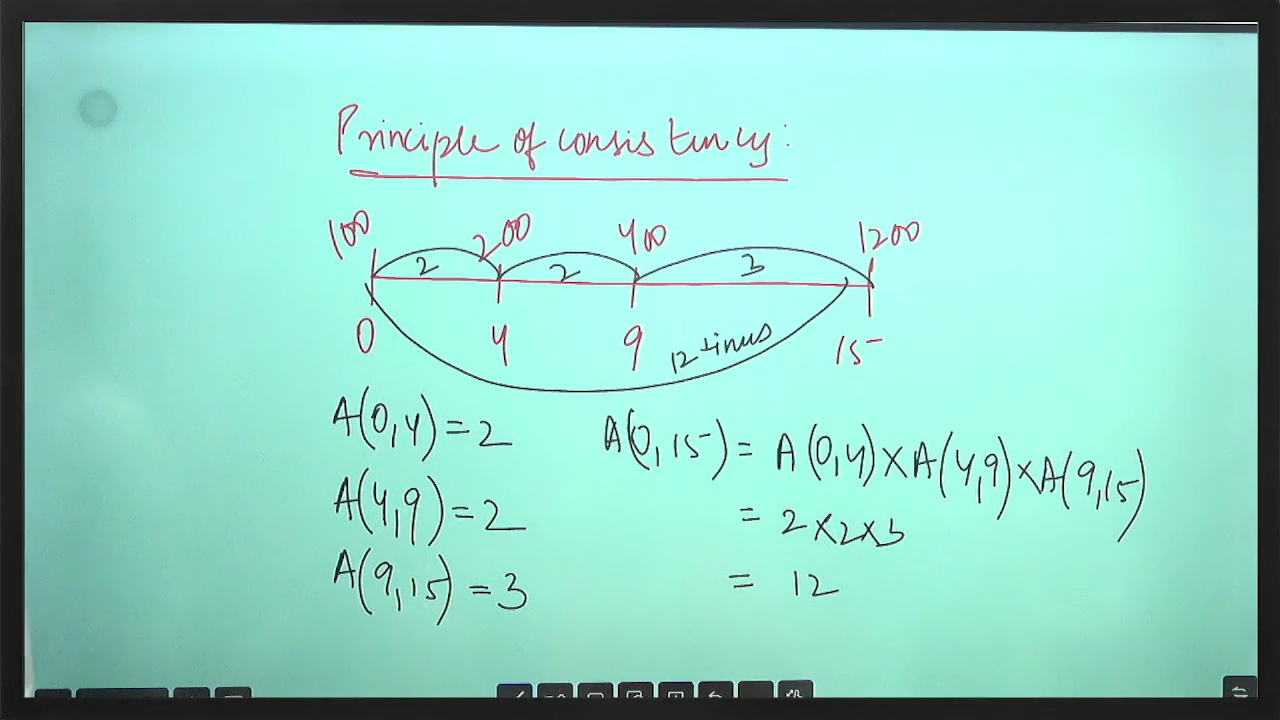 Principle of consistency:
100 200 400 1200
2 2 3
0 4 9 15
12 times
A(0,4) = 2
A(4,9) = 2
A(9,15) = 3
A(0,15) = A(0,4) × A(4,9) × A(9,15)
= 2×2×3
= 12